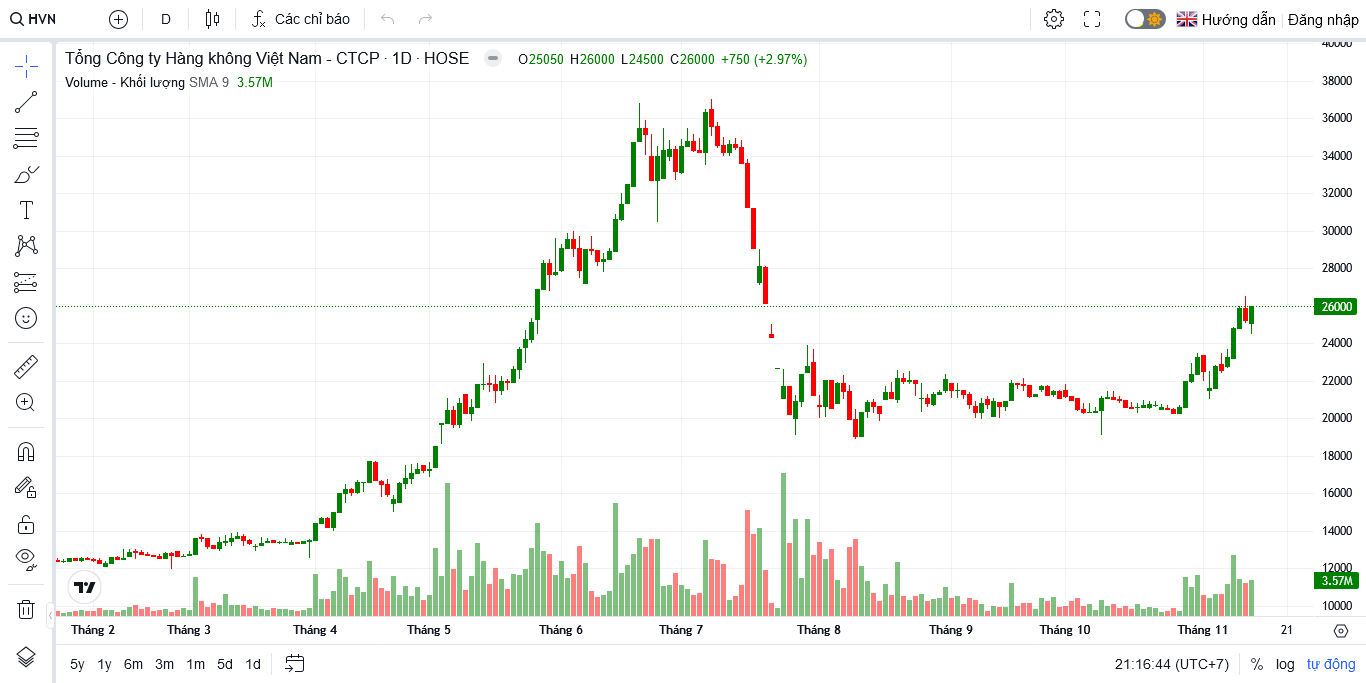 HVN D Các chỉ báo Hướng dẫn Đăng nhập
Tổng Công ty Hàng không Việt Nam - CTCP · 1D · HOSE O25050 H26000 L24500 C26000 +750 (+2.97%)
Volume - Khối lượng SMA 9 3.57M
40000
38000
36000
34000
32000
30000
28000
26000
24000
22000
20000
18000
16000
14000
12000
3.57M
10000
Tháng 2 Tháng 3 Tháng 4 Tháng 5 Tháng 6 Tháng 7 Tháng 8 Tháng 9 Tháng 10 Tháng 11 21
5y 1y 6m 3m 1m 5d 1d 21:16:44 (UTC+7) % log tự động